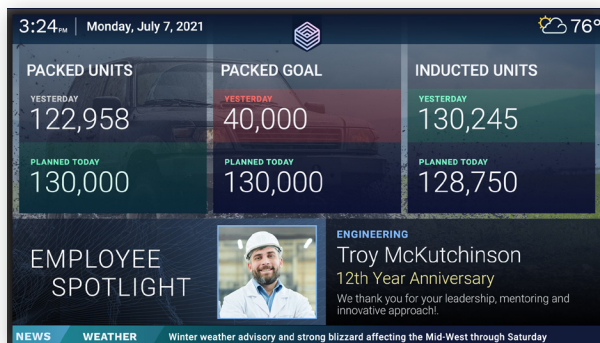 3:24PM | Monday, July 7, 2021
76°
PACKED UNITS
YESTERDAY
122,958
PLANNED TODAY
130,000
PACKED GOAL
YESTERDAY
40,000
PLANNED TODAY
130,000
INDUCTED UNITS
YESTERDAY
130,245
PLANNED TODAY
128,750
EMPLOYEE
SPOTLIGHT
ENGINEERING
Troy McKutchinson
12th Year Anniversary
We thank you for your leadership, mentoring and
innovative approach!.
NEWS
WEATHER
Winter weather advisory and strong blizzard affecting the Mid-West through Saturday